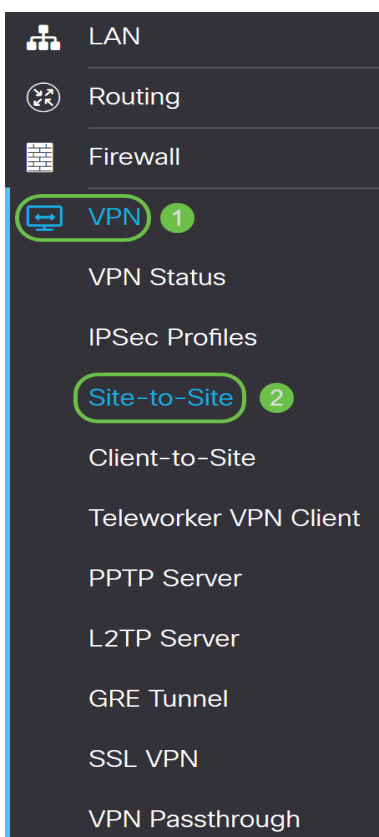 LAN
Routing
Firewall
VPN 1
VPN Status
IPSec Profiles
Site-to-Site 2
Client-to-Site
Teleworker VPN Client
PPTP Server
L2TP Server
GRE Tunnel
SSL VPN
VPN Passthrough